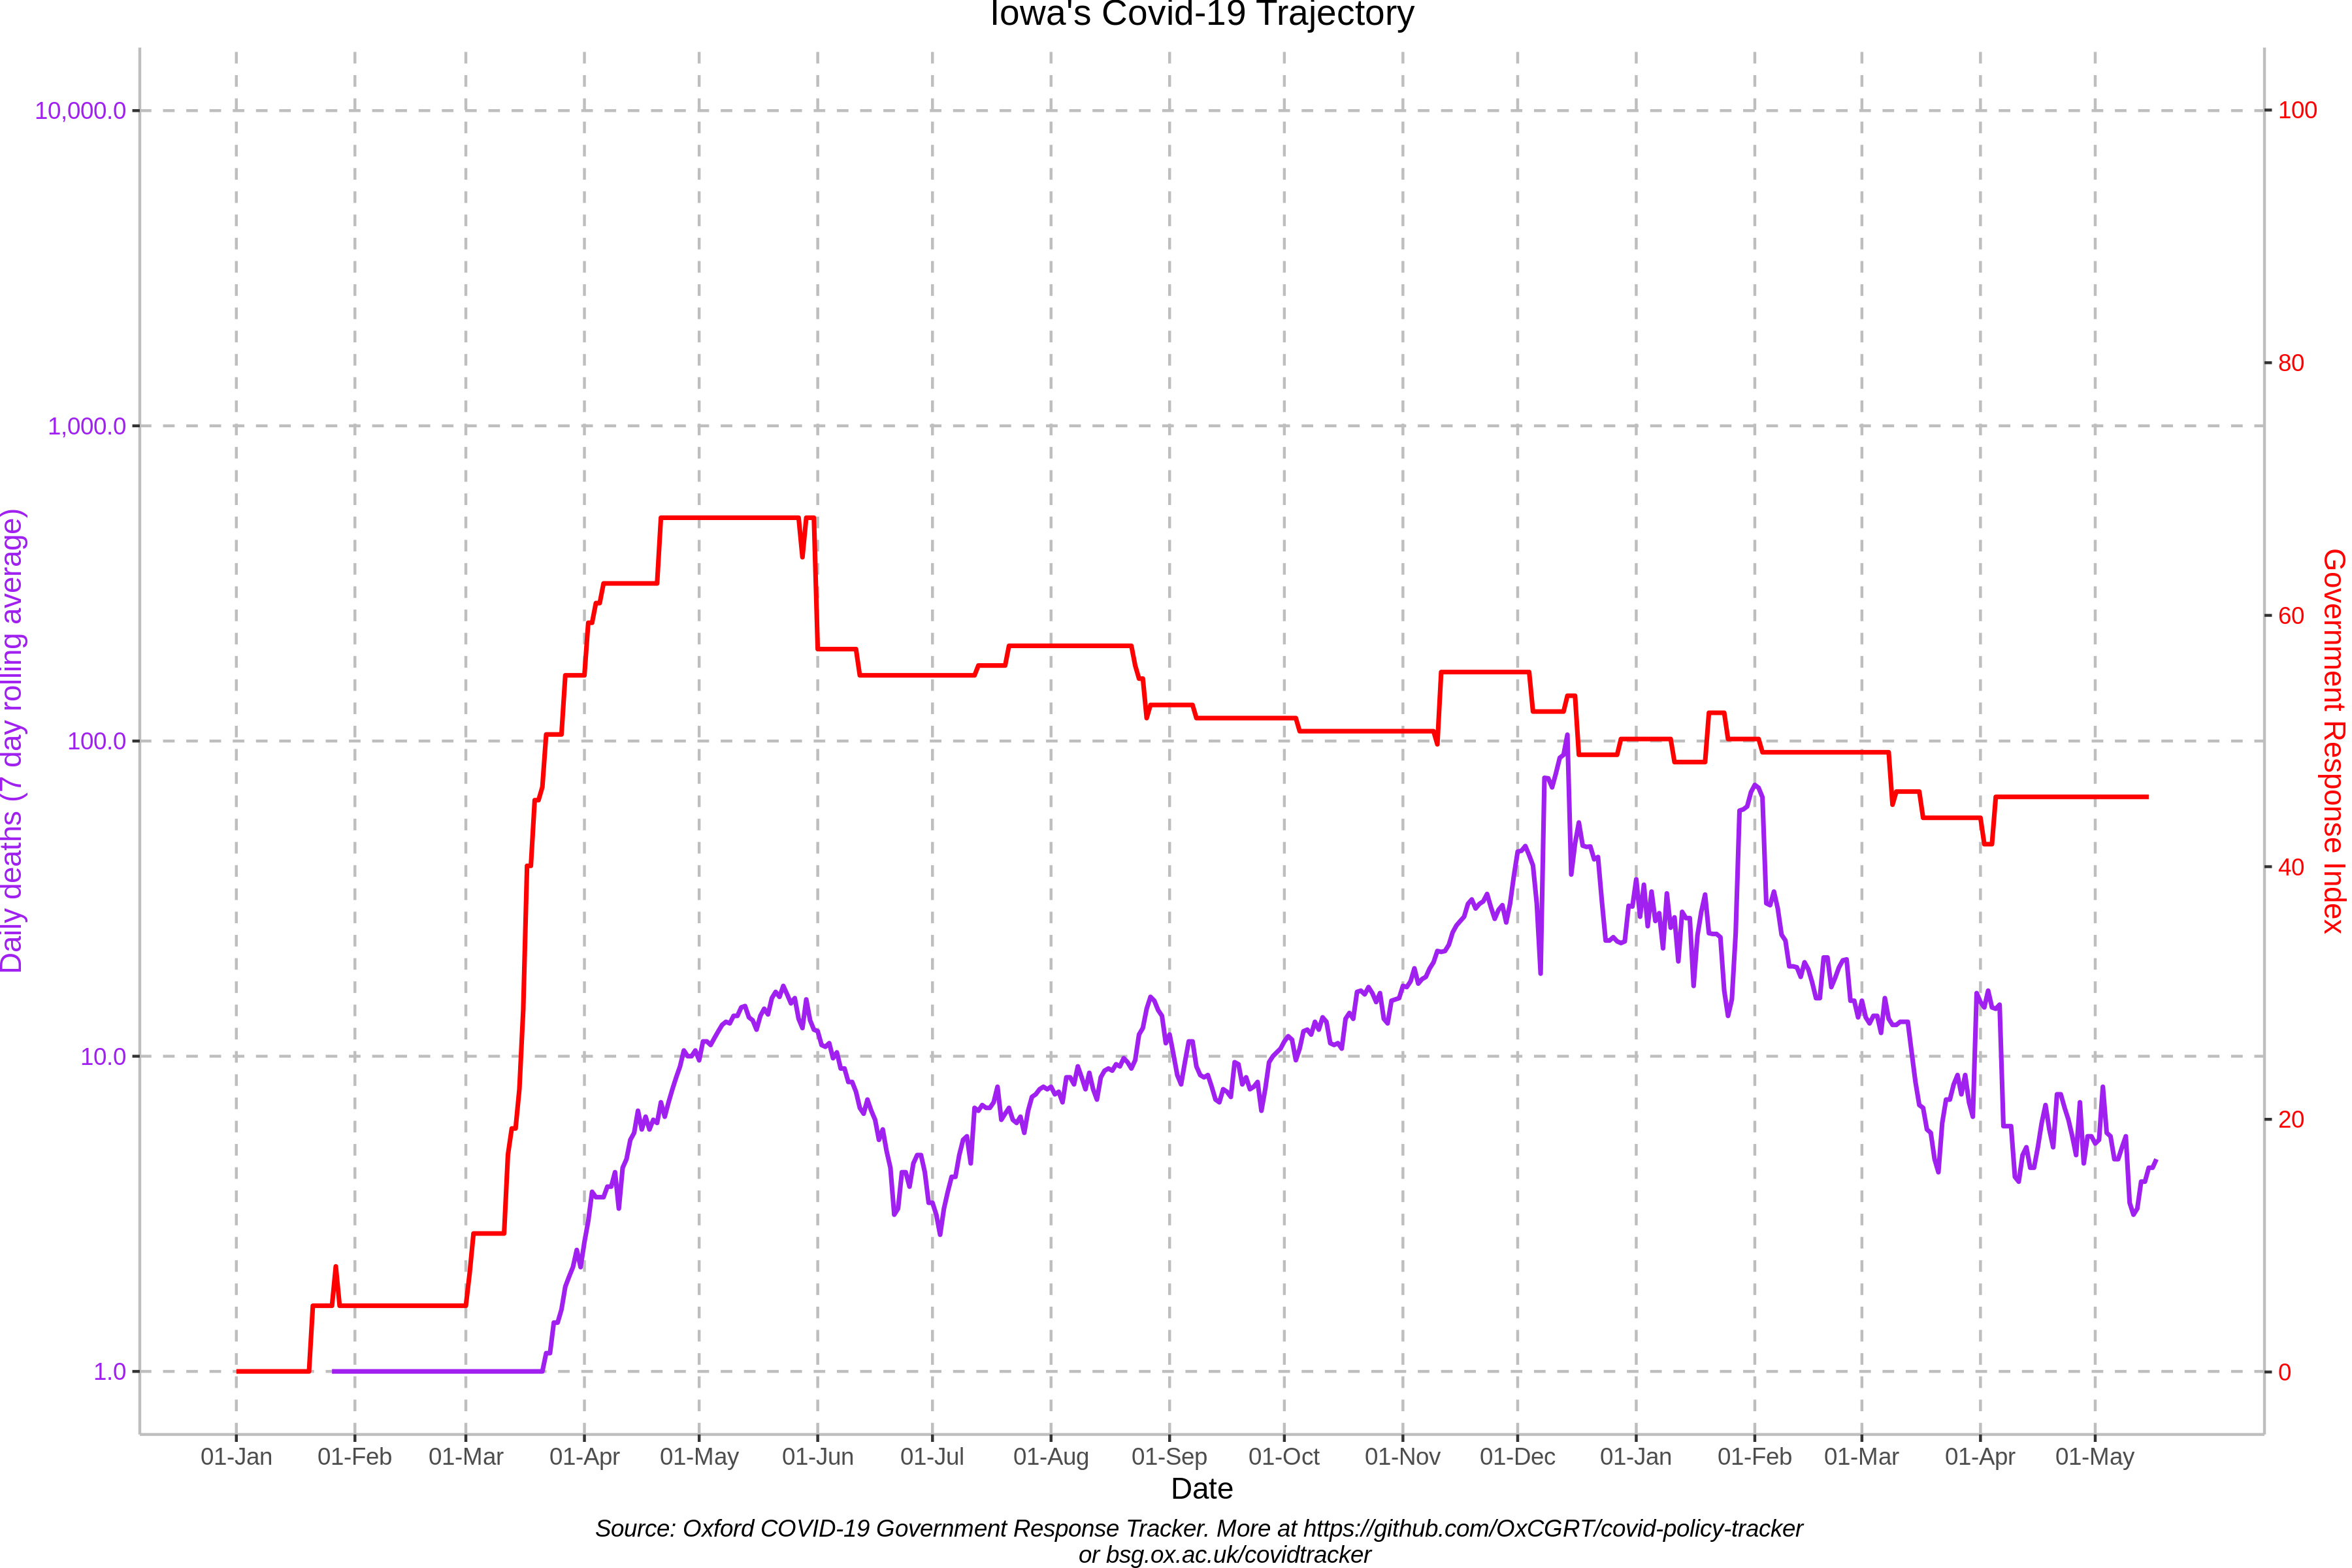 Iowa's Covid-19 Trajectory
10,000.0
1,000.0
100.0
10.0
1.0
Daily deaths (7 day rolling average)
100
80
60
40
20
0
Government Response Index
01-Jan 01-Feb 01-Mar 01-Apr 01-May 01-Jun 01-Jul 01-Aug 01-Sep 01-Oct 01-Nov 01-Dec 01-Jan 01-Feb 01-Mar 01-Apr 01-May
Date
Source: Oxford COVID-19 Government Response Tracker. More at https://github.com/OxCGRT/covid-policy-tracker
or bsg.ox.ac.uk/covidtracker